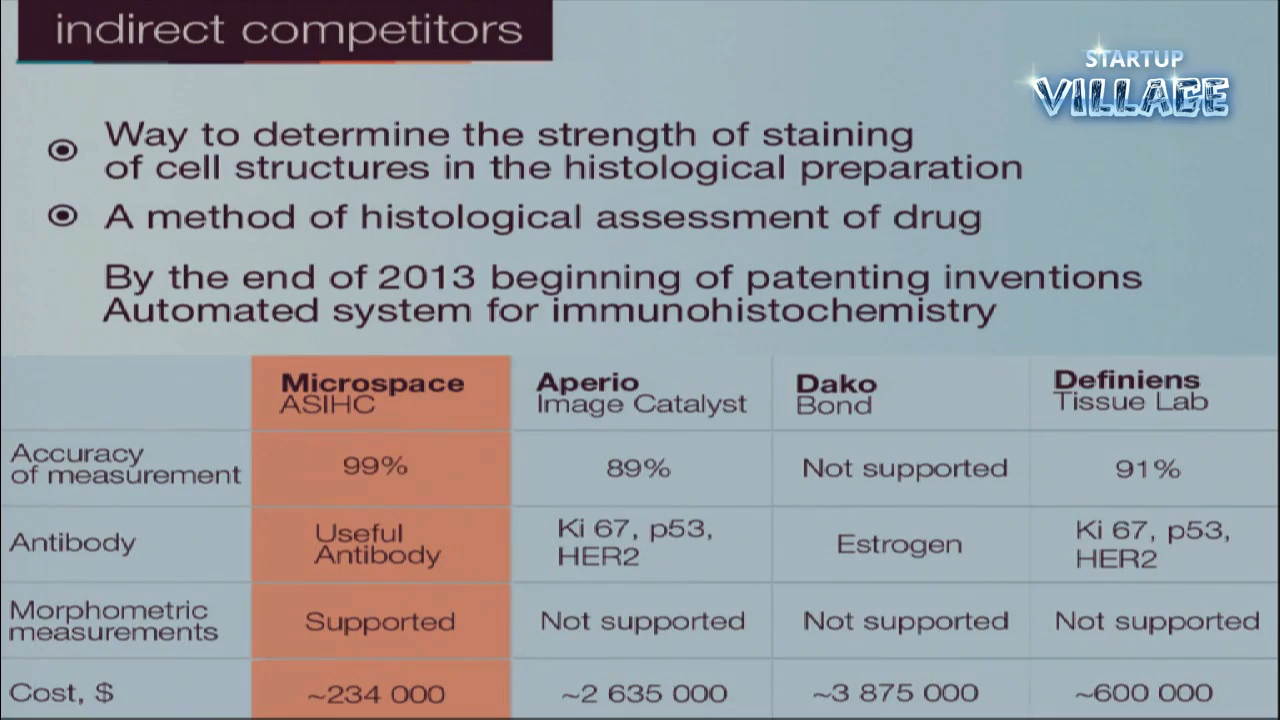 indirect competitors
STARTUP
VILLAGE
Way to determine the strength of staining
of cell structures in the histological preparation
A method of histological assessment of drug
By the end of 2013 beginning of patenting inventions
Automated system for immunohistochemistry
Microspace
ASIHC
Aperio
Image Catalyst
Dako
Bond
Definiens
Tissue Lab
Accuracy
of measurement
99%
89%
Not supported
91%
Antibody
Useful
Antibody
Ki 67, p53,
HER2
Estrogen
Ki 67, p53,
HER2
Morphometric
measurements
Supported
Not supported
Not supported
Not supported
Cost, $
~234 000
~2 635 000
~3 875 000
~600 000